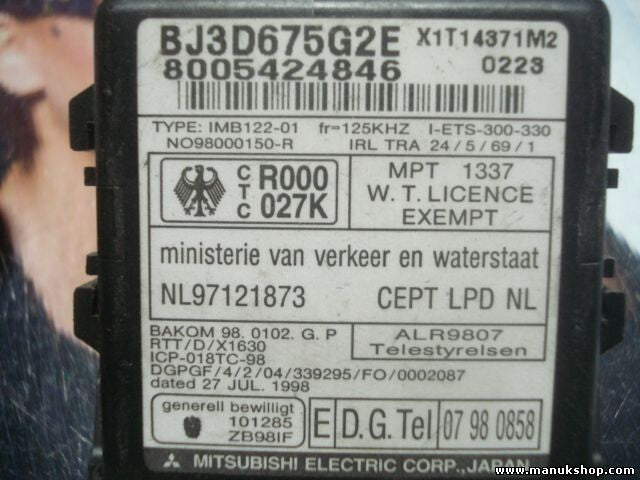 BJ3D675G2E X1T14371M2
8005424846 0223
TYPE: IMB122-01 fr=125KHZ I-ETS-300-330
NO98000150-R IRL TRA 24/5/69/1
CTC R000 027K
MPT 1337
W. T. LICENCE
EXEMPT
ministerie van verkeer en waterstaat
NL97121873 CEPT LPD NL
BAKOM 98. 0102. G. P
RTT/D/X1630
ICP-018TC-98
ALR9807
Telestyrelsen
DGPGF/4/2/04/339295/FO/0002087
dated 27 JUL. 1998
generell bewilligt
101285
ZB98IF
E D.G.Tel 07 98 0858
MITSUBISHI ELECTRIC CORP., JAPAN
www.manukshop.com